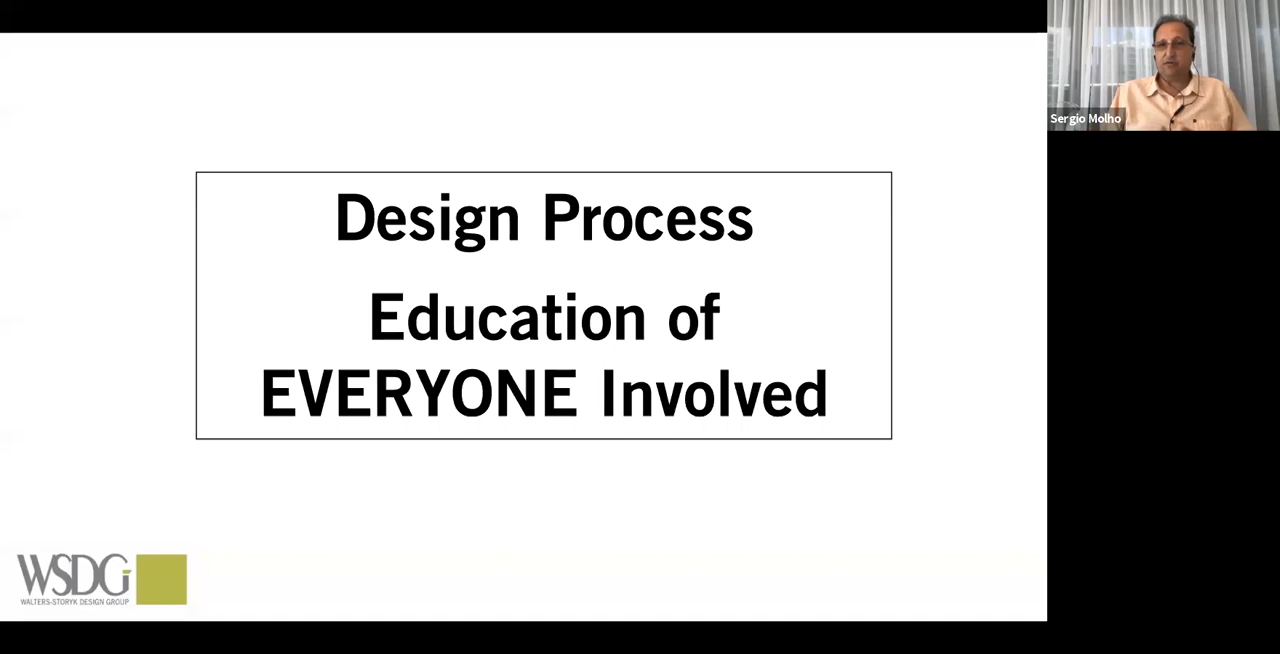 Design Process
Education of
EVERYONE Involved
WSDG
WALTERS-STORYK DESIGN GROUP
Sergio Molho